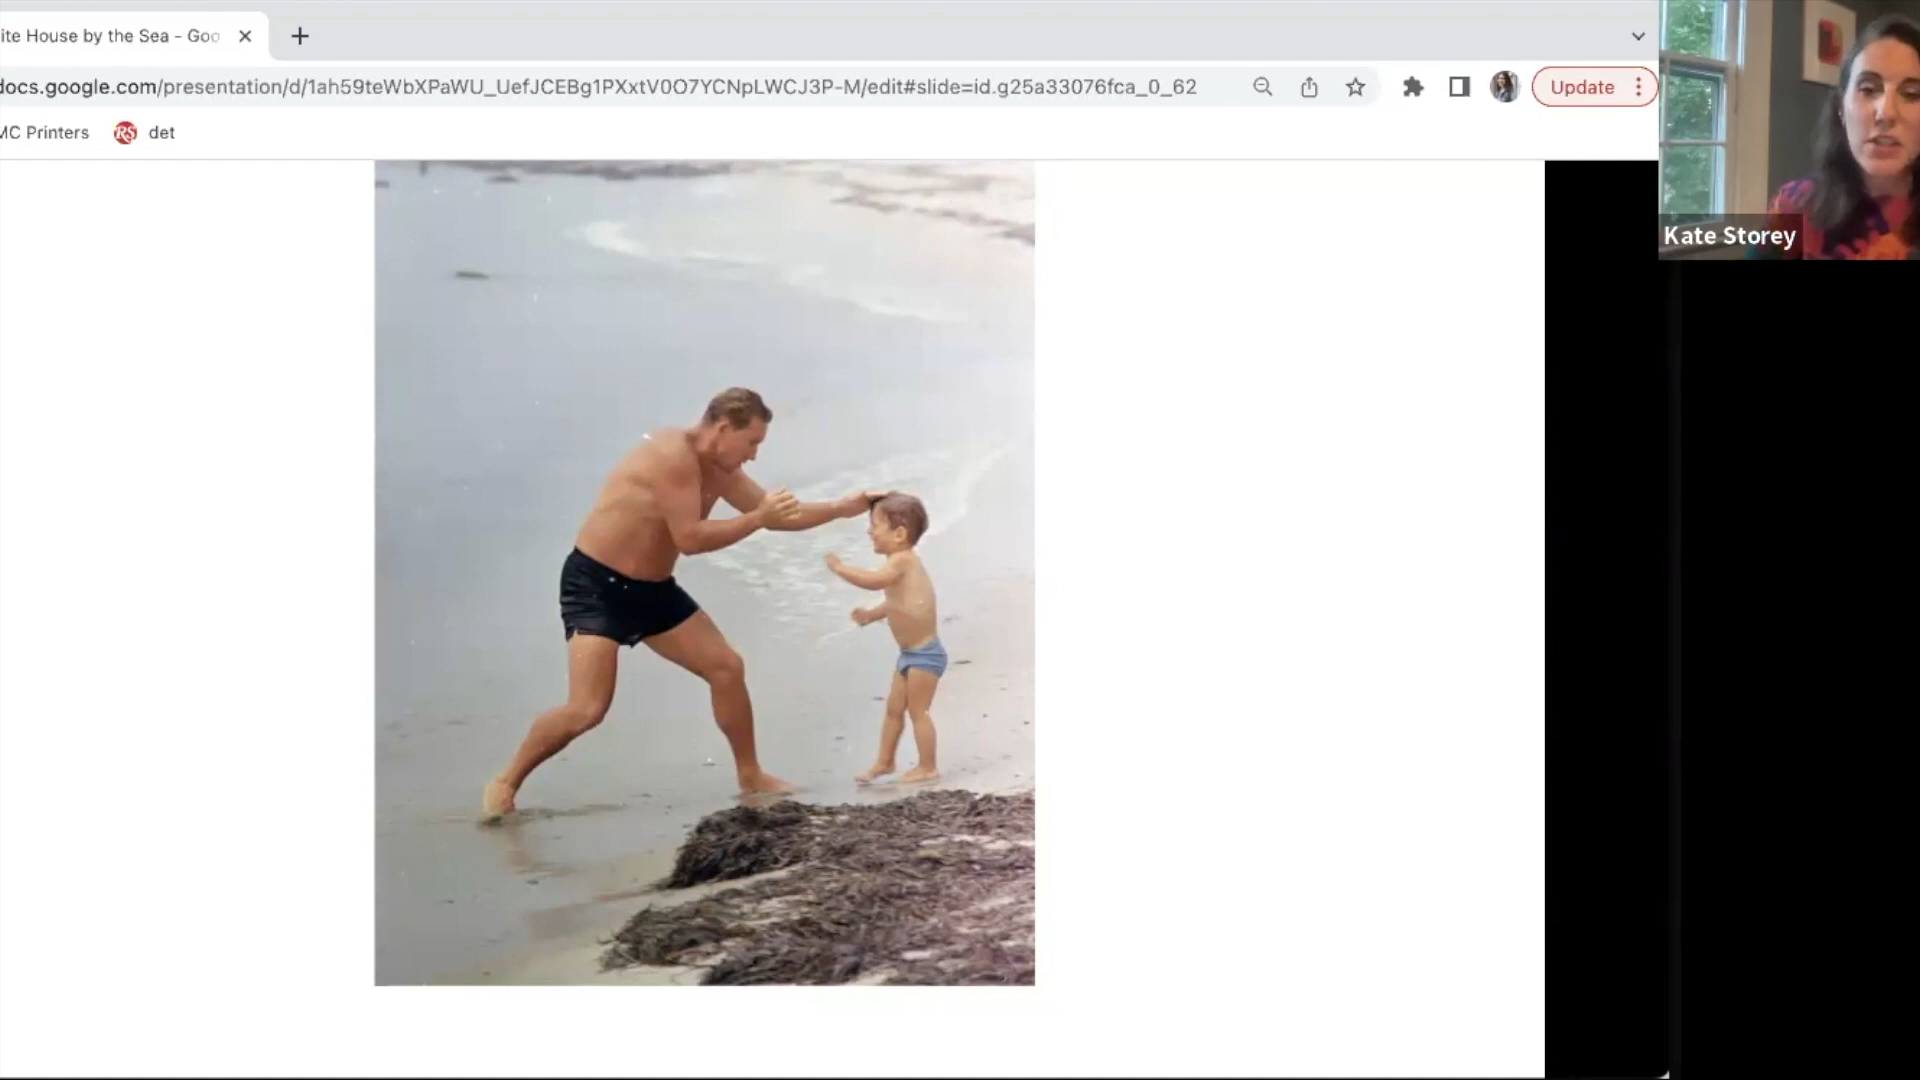 ite House by the Sea - Goo
docs.google.com/presentation/d/1ah59teWbXPaWU_UefJCEBg1PXxtV0O7YCNpLWCJ3P-M/edit#slide=id.g25a33076fca_0_62
Update
MC Printers
RS det
Kate Storey